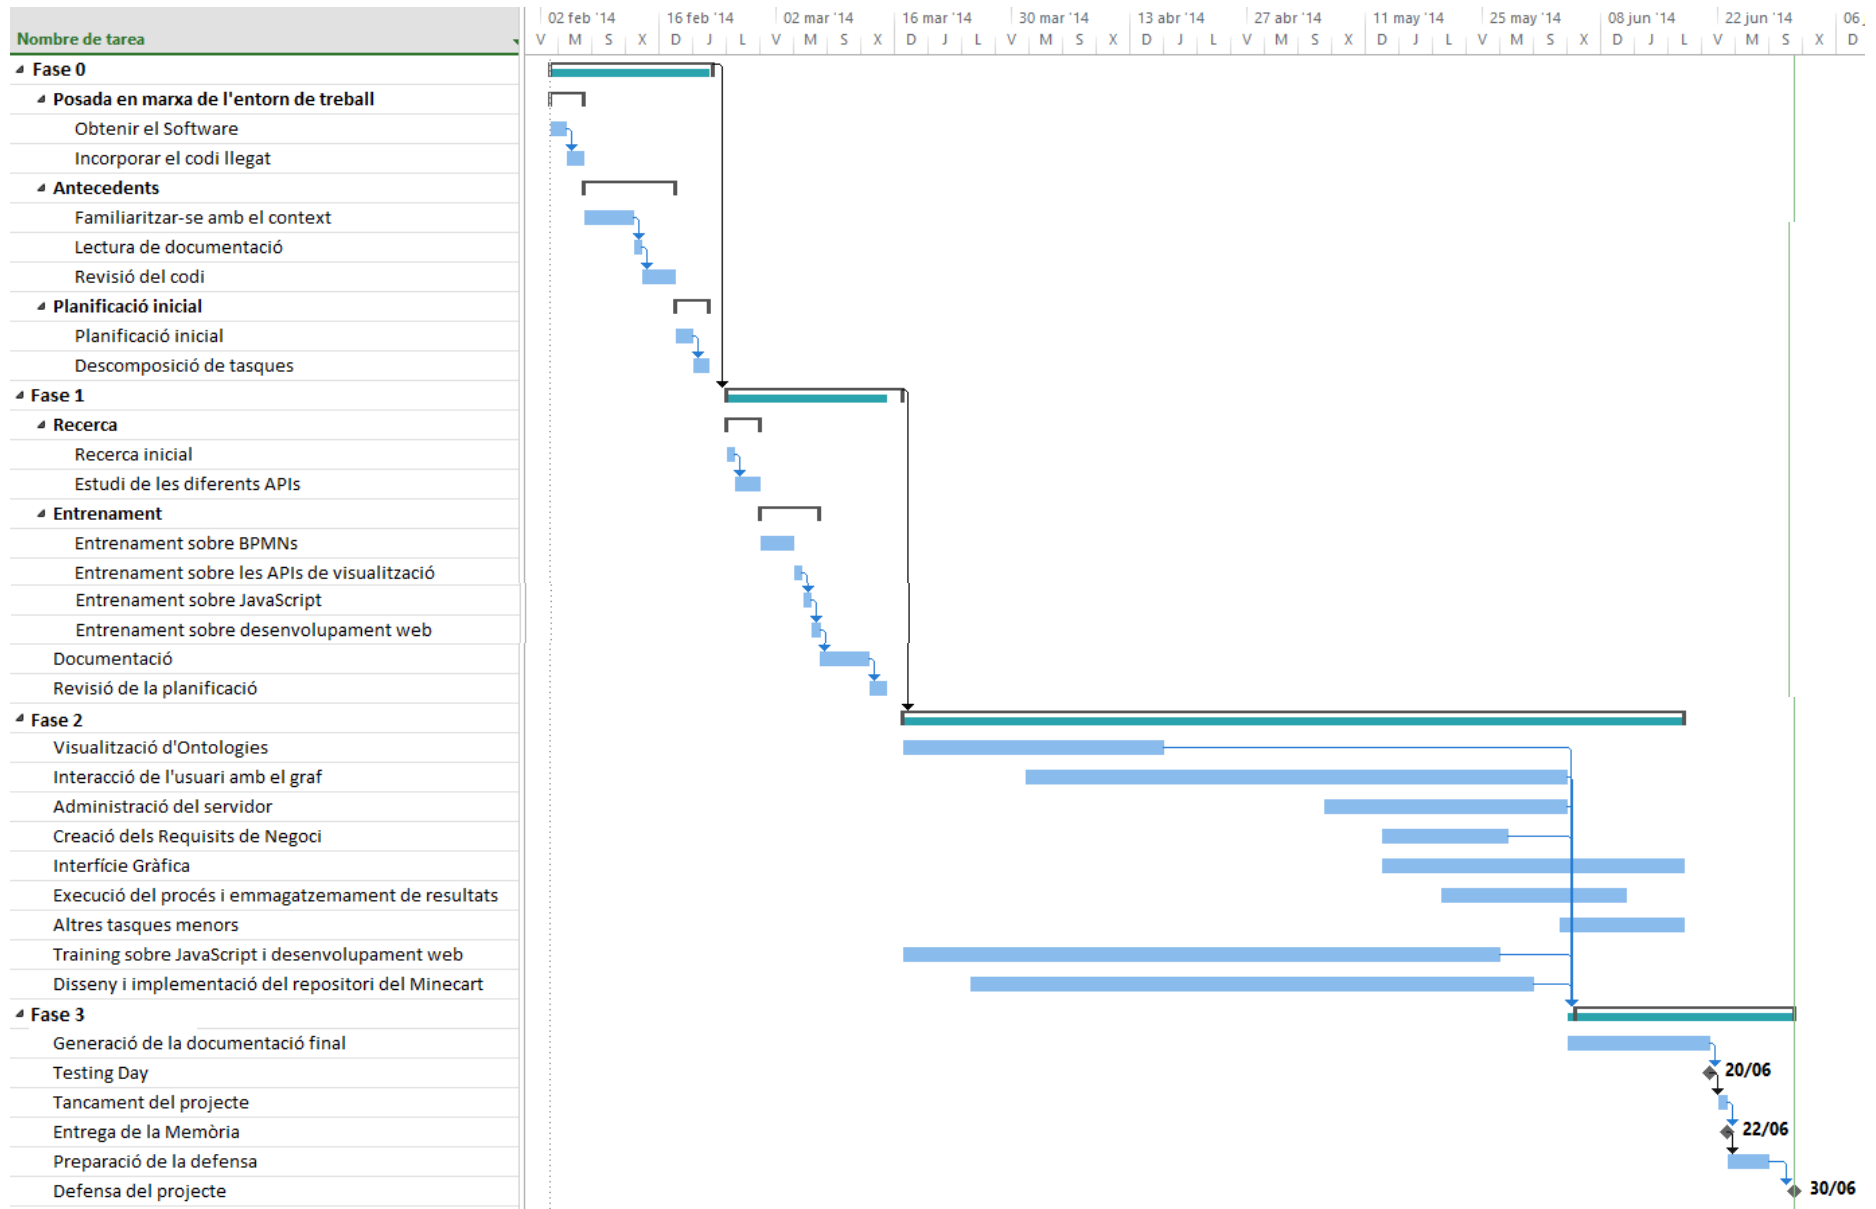 02 feb '14 16 feb '14 02 mar '14 16 mar '14 30 mar '14 13 abr '14 27 abr '14 11 may '14 25 may '14 08 jun '14 22 jun '14 06
Nombre de tarea V M S X D J L V M S X D J L V M S X D J L V M S X D J L V M S X D J L V M S X D
Fase 0
Posada en marxa de l'entorn de treball
Obtenir el Software
Incorporar el codi llegat
Antecedents
Familiaritzar-se amb el context
Lectura de documentació
Revisió del codi
Planificació inicial
Planificació inicial
Descomposició de tasques
Fase 1
Recerca
Recerca inicial
Estudi de les diferents APIs
Entrenament
Entrenament sobre BPMNs
Entrenament sobre les APIs de visualització
Entrenament sobre JavaScript
Entrenament sobre desenvolupament web
Documentació
Revisió de la planificació
Fase 2
Visualització d'Ontologies
Interacció de l'usuari amb el graf
Administració del servidor
Creació dels Requisits de Negoci
Interfície Gràfica
Execució del procés i emmagatzemament de resultats
Altres tasques menors
Training sobre JavaScript i desenvolupament web
Disseny i implementació del repositori del Minecart
Fase 3
Generació de la documentació final
Testing Day 20/06
Tancament del projecte
Entrega de la Memòria 22/06
Preparació de la defensa
Defensa del projecte 30/06